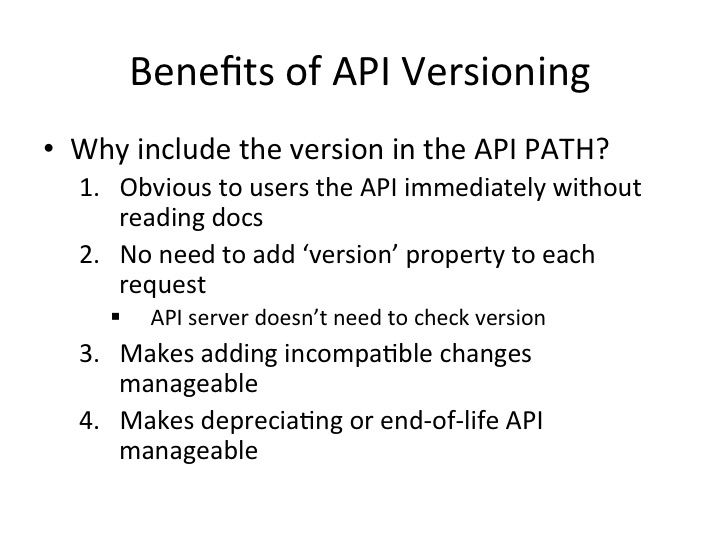 Benefits of API Versioning
• Why include the version in the API PATH?
1. Obvious to users the API immediately without
reading docs
2. No need to add ‘version’ property to each
request
▪ API server doesn’t need to check version
3. Makes adding incompatible changes
manageable
4. Makes depreciating or end-of-life API
manageable